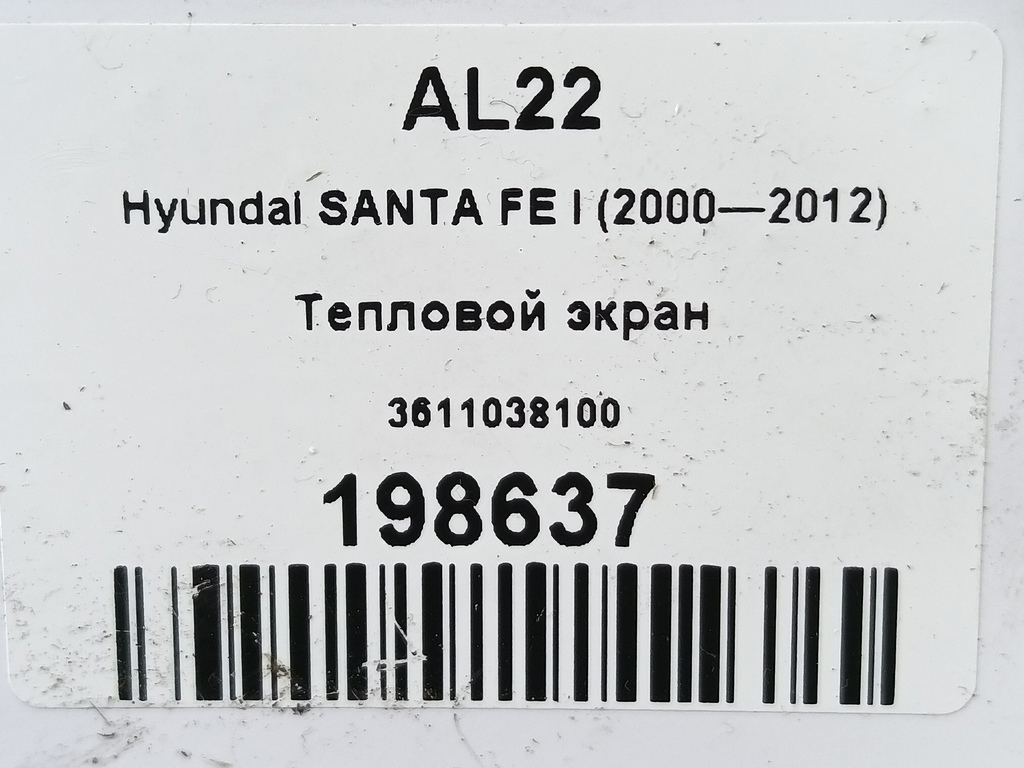 AL22
Hyundai SANTA FE I (2000—2012)
Тепловой экран
3611038100
198637